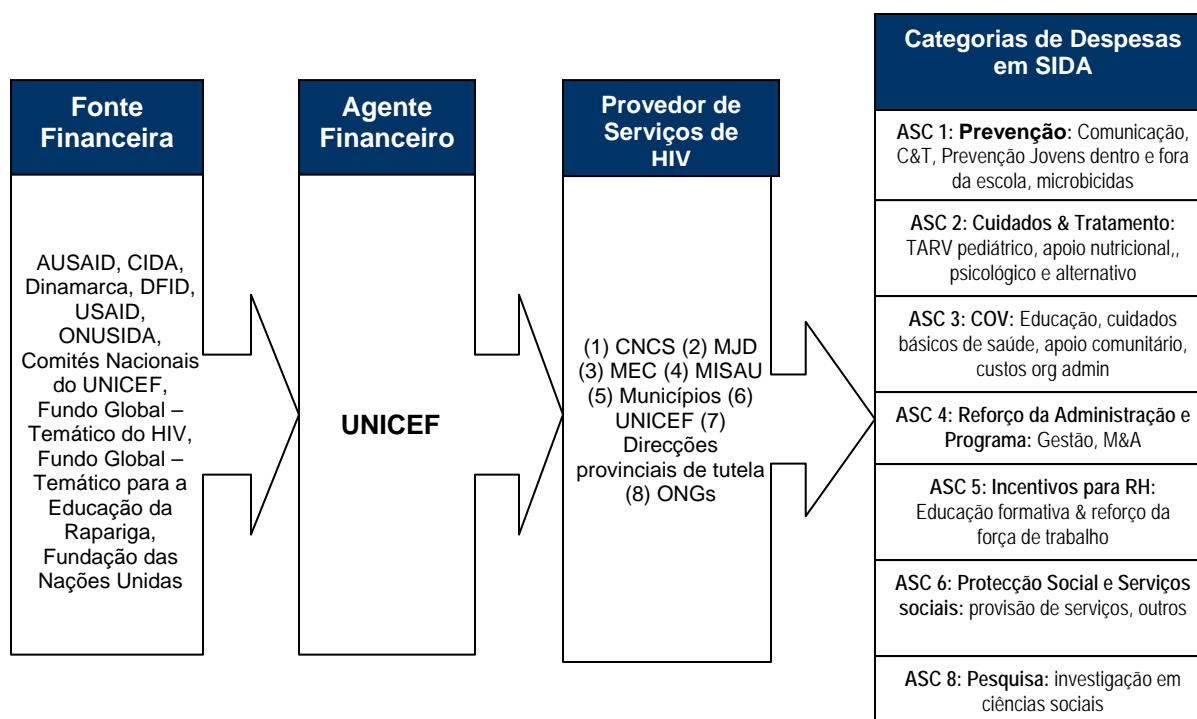 Fonte
Financeira
AUSAID, CIDA,
Dinamarca, DFID,
USAID,
ONUSIDA,
Comités Nacionais
do UNICEF,
Fundo Global –
Temático do HIV,
Fundo Global –
Temático para a
Educação da
Rapariga,
Fundação das
Nações Unidas
Agente
Financeiro
UNICEF
Provedor de
Serviços de
HIV
(1) CNCS (2) MJD
(3) MEC (4) MISAU
(5) Municípios (6)
UNICEF (7)
Direcções
provinciais de tutela
(8) ONGs
Categorias de Despesas
em SIDA
ASC 1: Prevenção: Comunicação,
C&T, Prevenção Jovens dentro e fora
da escola, microbicidas
ASC 2: Cuidados & Tratamento:
TARV pediátrico, apoio nutricional,,
psicológico e alternativo
ASC 3: COV: Educação, cuidados
básicos de saúde, apoio comunitário,
custos org admin
ASC 4: Reforço da Administração e
Programa: Gestão, M&A
ASC 5: Incentivos para RH:
Educação formativa & reforço da
força de trabalho
ASC 6: Protecção Social e Serviços
sociais: provisão de serviços, outros
ASC 8: Pesquisa: investigação em
ciências sociais